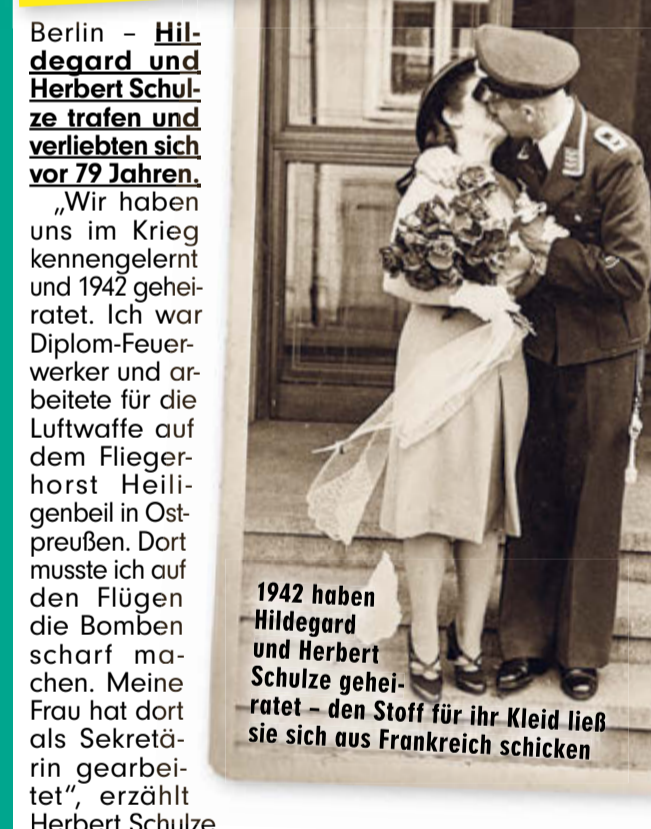 Berlin – Hil-
degard und
Herbert Schul-
ze trafen und
verliebten sich
vor 79 Jahren.
„Wir haben
uns im Krieg
kennengelernt
und 1942 gehei-
ratet. Ich war
Diplom-Feuer-
werker und ar-
beitete für die
Luftwaffe auf
dem Flieger-
horst Heili-
genbeil in Ost-
preußen. Dort
musste ich auf
den Flügen
die Bomben
scharf ma-
chen. Meine
Frau hat dort
als Sekretä-
rin gearbei-
tet“, erzählt
Herbert Schulze
1942 haben
Hildegard
und Herbert
Schulze gehei-
ratet – den Stoff für ihr Kleid ließ
sie sich aus Frankreich schicken